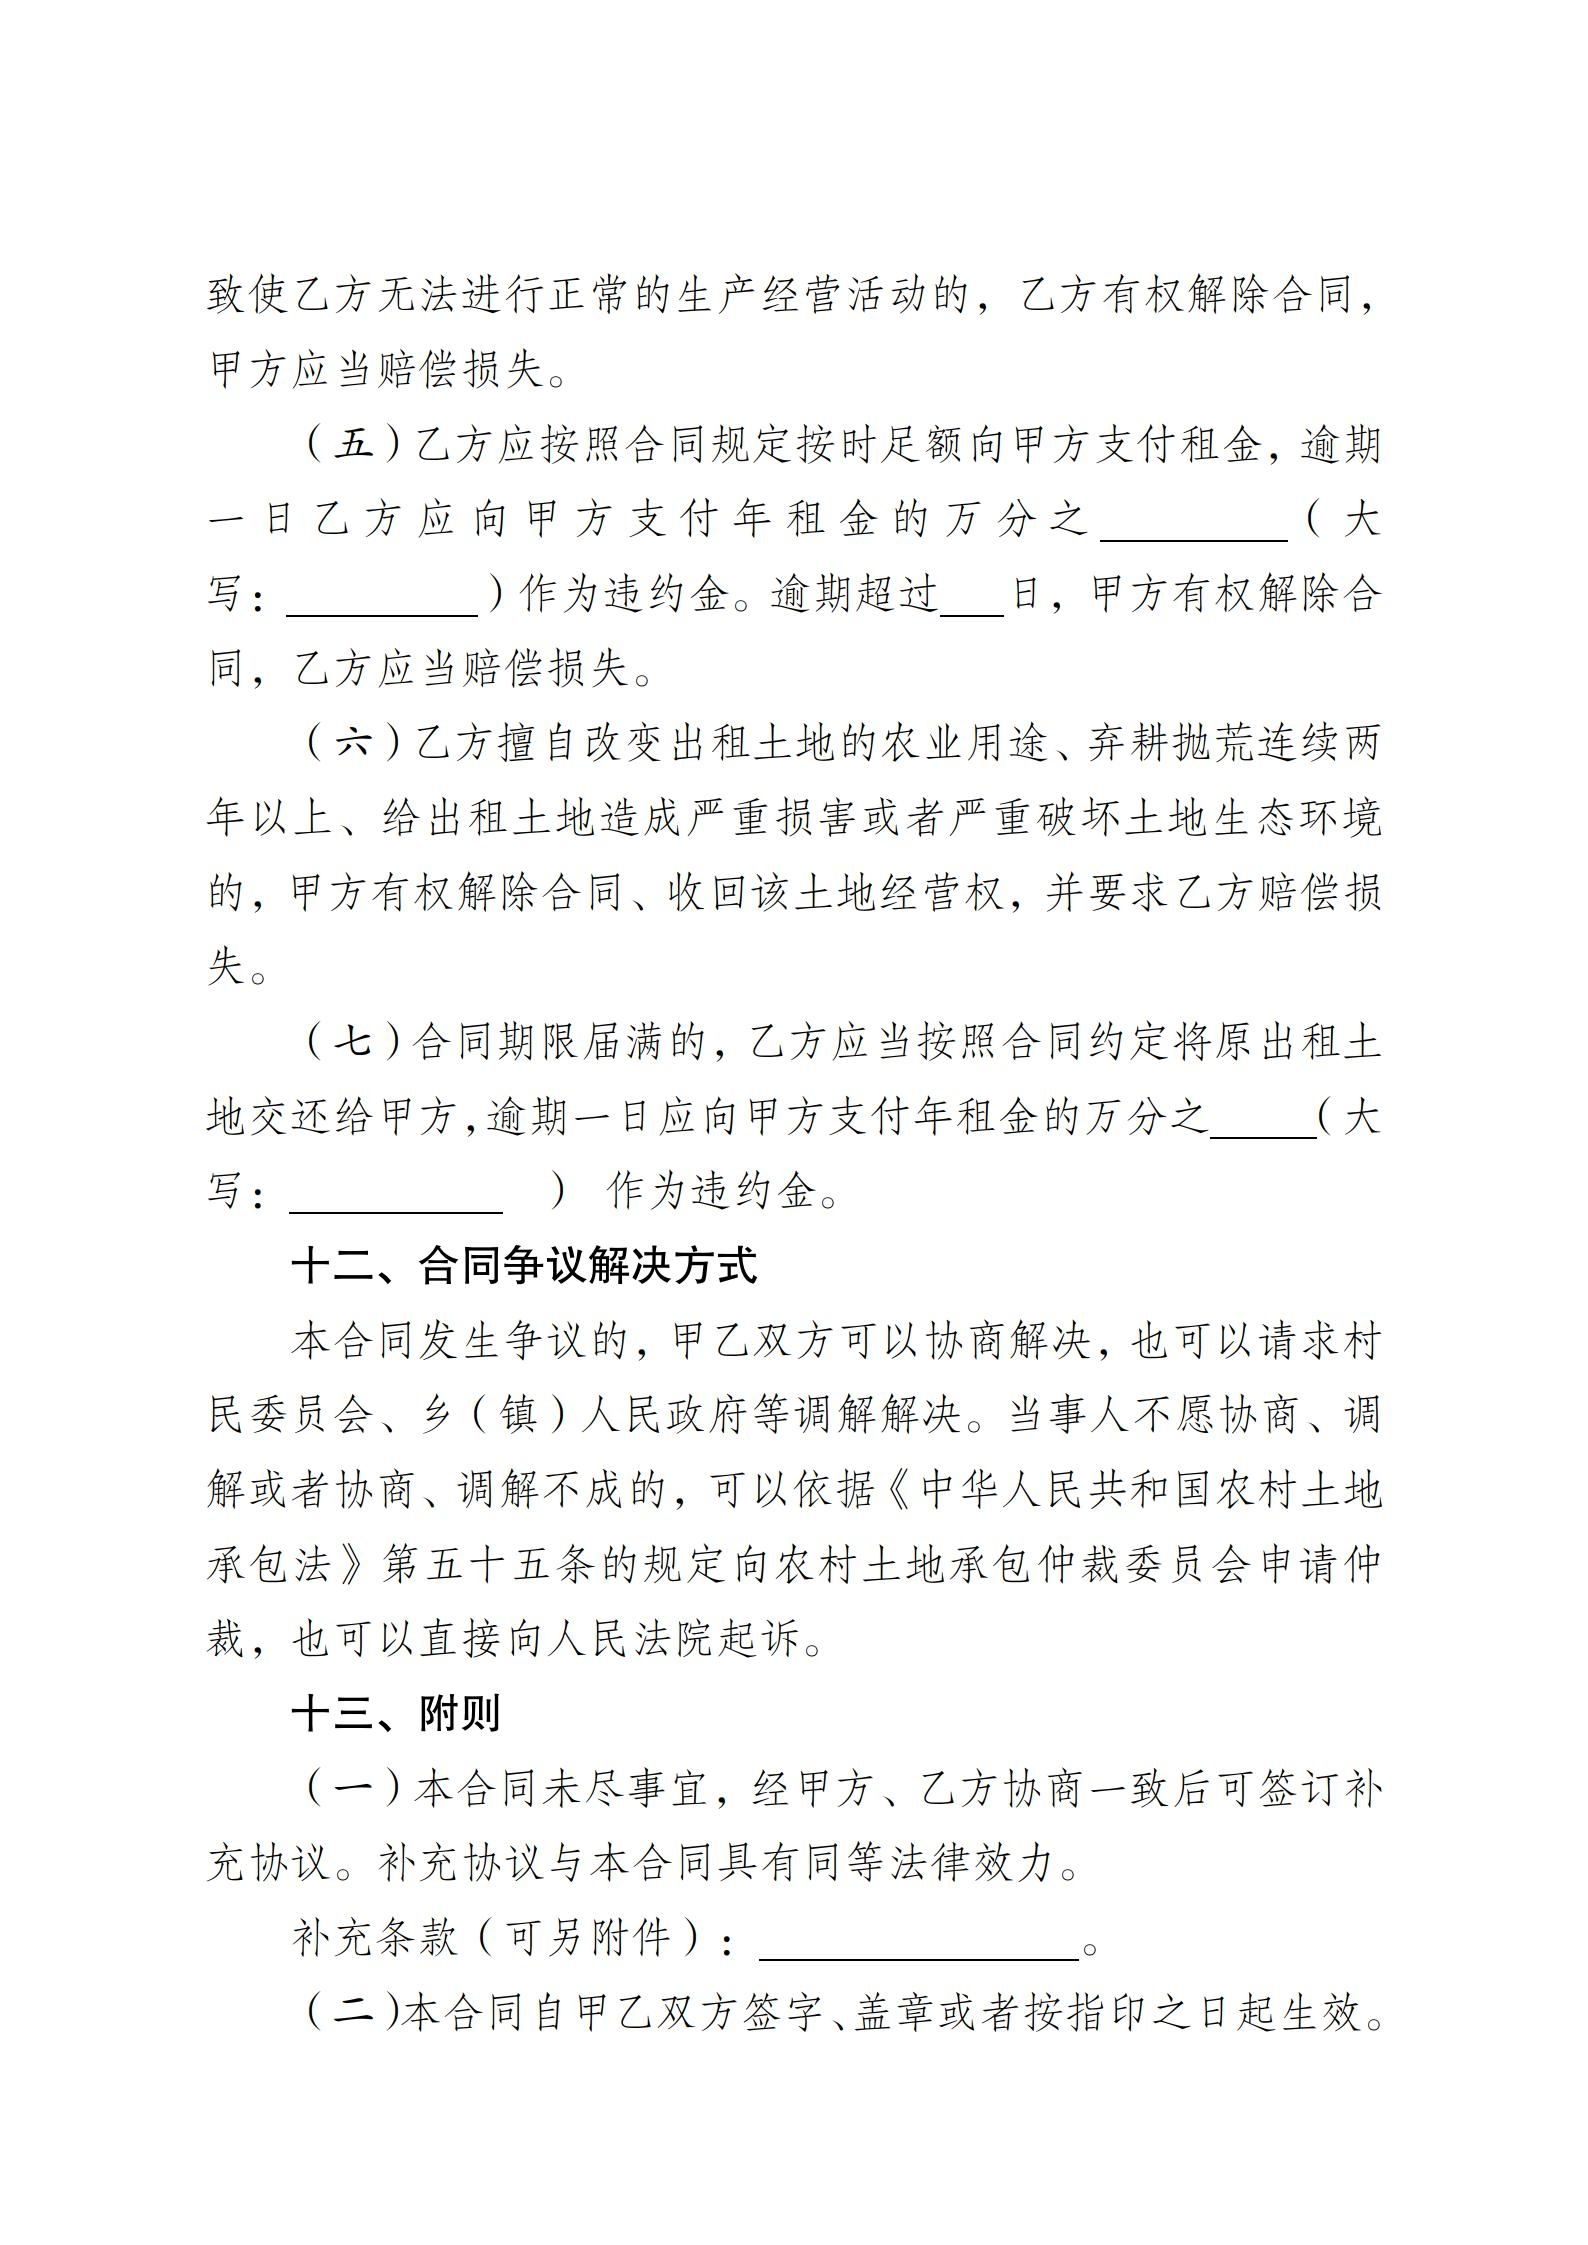 致使乙方无法进行正常的生产经营活动的，乙方有权解除合同，
甲方应当赔偿损失。
（五）乙方应按照合同规定按时足额向甲方支付租金，逾期
一日乙方应向甲方支付年租金的万分之_________（大
写：_________）作为违约金。逾期超过___日，甲方有权解除合
同，乙方应当赔偿损失。
（六）乙方擅自改变出租土地的农业用途、弃耕抛荒连续两
年以上、给出租土地造成严重损害或者严重破坏土地生态环境
的，甲方有权解除合同、收回该土地经营权，并要求乙方赔偿损
失。
（七）合同期限届满的，乙方应当按照合同约定将原出租土
地交还给甲方，逾期一日应向甲方支付年租金的万分之_____（大
写：__________ ） 作为违约金。
十二、合同争议解决方式
本合同发生争议的，甲乙双方可以协商解决，也可以请求村
民委员会、乡（镇）人民政府等调解解决。当事人不愿协商、调
解或者协商、调解不成的，可以依据《中华人民共和国农村土地
承包法》第五十五条的规定向农村土地承包仲裁委员会申请仲
裁，也可以直接向人民法院起诉。
十三、附则
（一）本合同未尽事宜，经甲方、乙方协商一致后可签订补
充协议。补充协议与本合同具有同等法律效力。
补充条款（可另附件）：_______________。
（二）本合同自甲乙双方签字、盖章或者按指印之日起生效。